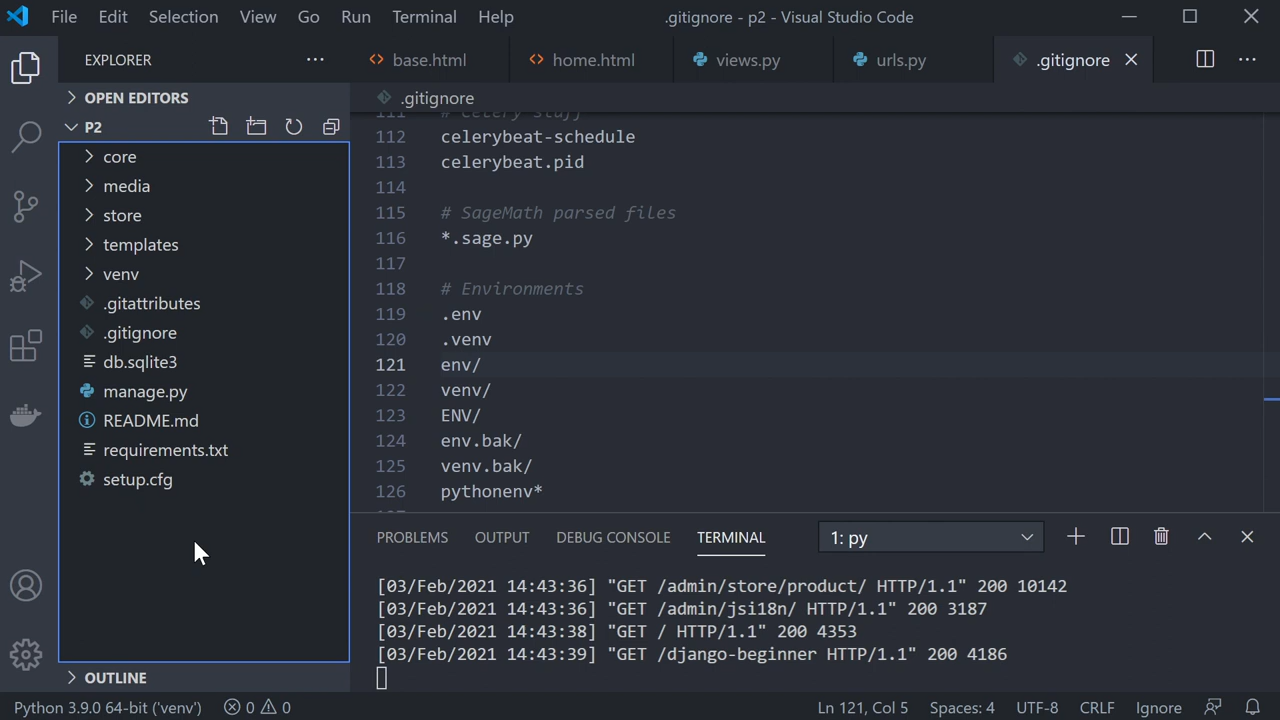 File Edit Selection View Go Run Terminal Help
.gitignore - p2 - Visual Studio Code
EXPLORER
base.html
home.html
views.py
urls.py
.gitignore
OPEN EDITORS
.gitignore
P2
core
media
store
templates
venv
.gitattributes
.gitignore
db.sqlite3
manage.py
README.md
requirements.txt
setup.cfg
OUTLINE
111 # Celery stuff
112 celerybeat-schedule
113 celerybeat.pid
114
115 # SageMath parsed files
116 *.sage.py
117
118 # Environments
119 .env
120 .venv
121 env/
122 venv/
123 ENV/
124 env.bak/
125 venv.bak/
126 pythonenv*
PROBLEMS OUTPUT DEBUG CONSOLE TERMINAL 1: py
[03/Feb/2021 14:43:36] "GET /admin/store/product/ HTTP/1.1" 200 10142
[03/Feb/2021 14:43:36] "GET /admin/jsi18n/ HTTP/1.1" 200 3187
[03/Feb/2021 14:43:38] "GET / HTTP/1.1" 200 4353
[03/Feb/2021 14:43:39] "GET /django-beginner HTTP/1.1" 200 4186
Python 3.9.0 64-bit ('venv') 0 0 Ln 121, Col 5 Spaces: 4 UTF-8 CRLF Ignore